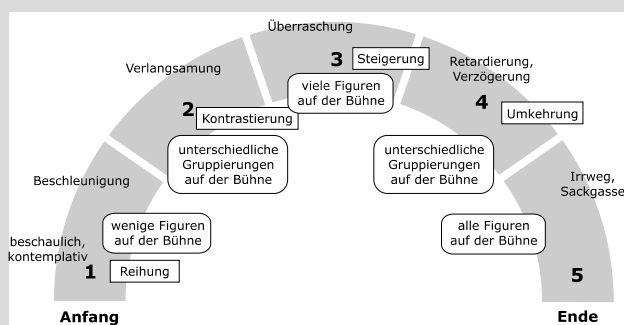 Überraschung
3
Steigerung
Verlangsamung
Retardierung,
Verzögerung
viele Figuren
auf der Bühne
2
Kontrastierung
4
Umkehrung
unterschiedliche
Gruppierungen
auf der Bühne
unterschiedliche
Gruppierungen
auf der Bühne
Beschleunigung
Irrweg,
Sackgasse
wenige Figuren
auf der Bühne
alle Figuren
auf der Bühne
beschaulich,
kontemplativ
1
Reihung
5
Anfang
Ende